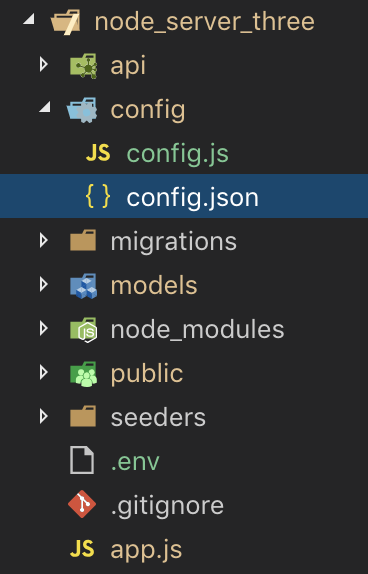 node_server_three
api
config
JS config.js
{ } config.json
migrations
models
node_modules
public
seeders
.env
.gitignore
JS app.js